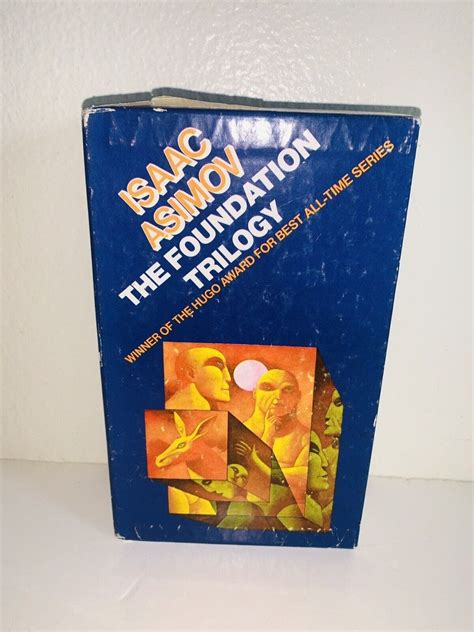 ISAAC
ASIMOV
THE FOUNDATION
TRILOGY
WINNER OF THE HUGO AWARD FOR BEST ALL-TIME SERIES